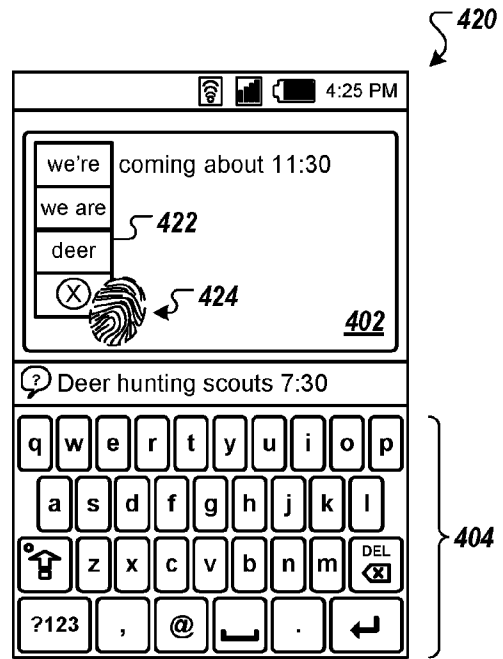 420
4:25 PM
we're coming about 11:30
we are
422
deer
X
424
402
? Deer hunting scouts 7:30
q w e r t y u i o p
a s d f g h j k l
404
z x c v b n m DEL X
?123 , @ .